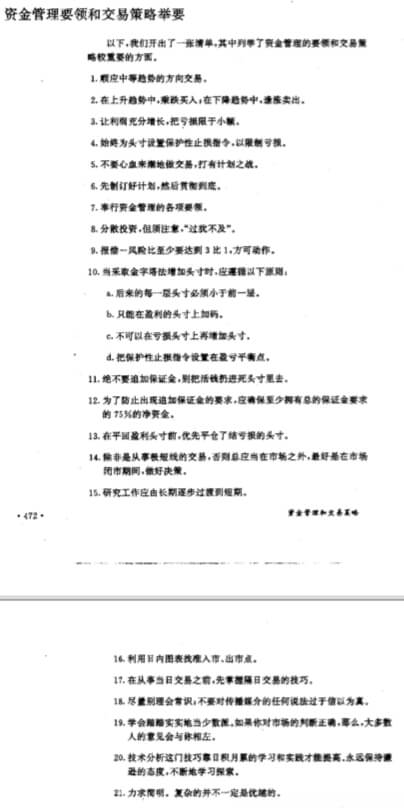 资金管理要领和交易策略举要
以下,我们开出了一张清单,其中列举了资金管理的要领和交易策
略较重要的方面。
1. 顺应中等趋势的方向交易。
2. 在上升趋势中,乘跌买入;在下降趋势中,逢涨卖出。
3. 让利润充分增长,把亏损限于小额。
4. 始终为头寸设置保护性止损指令,以限制亏损。
5. 不要心血来潮地做交易,打有计划之战。
6. 先制订好计划,然后贯彻到底。
7. 奉行资金管理的各项要领。
8. 分散投资,但须注意,“过犹不及”。
9. 报偿—风险比至少要达到3比1,方可动作。
10. 当采取金字塔法增加头寸时,应遵循以下原则:
a. 后来的每一层头寸必须小于前一层。
b. 只能在盈利的头寸上加码。
c. 不可以在亏损头寸上再增加头寸。
d. 把保护性止损指令设置在盈亏平衡点。
11. 绝不要追加保证金,别把活钱扔进死头寸里去。
12. 为了防止出现追加保证金的要求,应确保至少拥有总的保证金要求
的75%的净资金。
13. 在平回盈利头寸前,优先平仓了结亏损的头寸。
14. 除非是从事极短线的交易,否则总应当在市场之外,最好是在市场
闭市期间,做好决策。
15. 研究工作应由长期逐步过渡到短期。
·472· 资金管理和交易策略
16. 利用日内图表找准入市、出市点。
17. 在从事当日交易之前,先掌握隔日交易的技巧。
18. 尽量别理会常识;不要对传播媒介的任何说法过于信以为真。
19. 学会踏踏实实地当少数派。如果你对市场的判断正确,那么,大多数
人的意见会与你相左。
20. 技术分析这门技巧靠日积月累的学习和实践才能提高。永远保持谦
逊的态度,不断地学习探索。
21. 力求简明。复杂的并不一定是优越的。